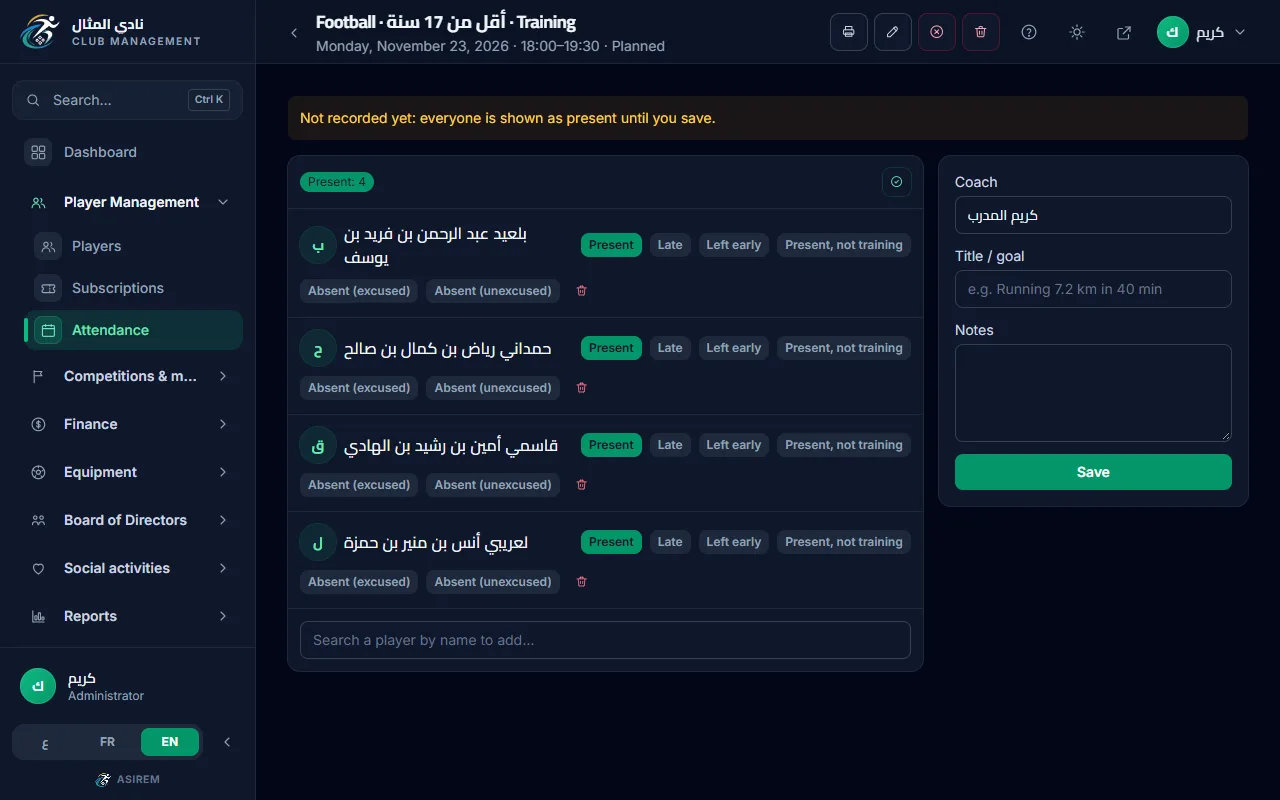 نادي المثال
CLUB MANAGEMENT
Search...
Ctrl K
Dashboard
Player Management
Players
Subscriptions
Attendance
Competitions & m...
Finance
Equipment
Board of Directors
Social activities
Reports
ك
كريم
Administrator
ع
FR
EN
ASIREM
Football · أقل من 17 سنة · Training
Monday, November 23, 2026 · 18:00–19:30 · Planned
ك
كريم
Not recorded yet: everyone is shown as present until you save.
Present: 4
ب
بلعيد عبد الرحمن بن فريد بن
يوسف
Present
Late
Left early
Present, not training
Absent (excused)
Absent (unexcused)
ح
حمداني رياض بن كمال بن صالح
Present
Late
Left early
Present, not training
Absent (excused)
Absent (unexcused)
ق
قاسمي أمين بن رشيد بن الهادي
Present
Late
Left early
Present, not training
Absent (excused)
Absent (unexcused)
ل
لعريبي أنس بن منير بن حمزة
Present
Late
Left early
Present, not training
Absent (excused)
Absent (unexcused)
Search a player by name to add...
Coach
كريم المدرب
Title / goal
e.g. Running 7.2 km in 40 min
Notes
Save